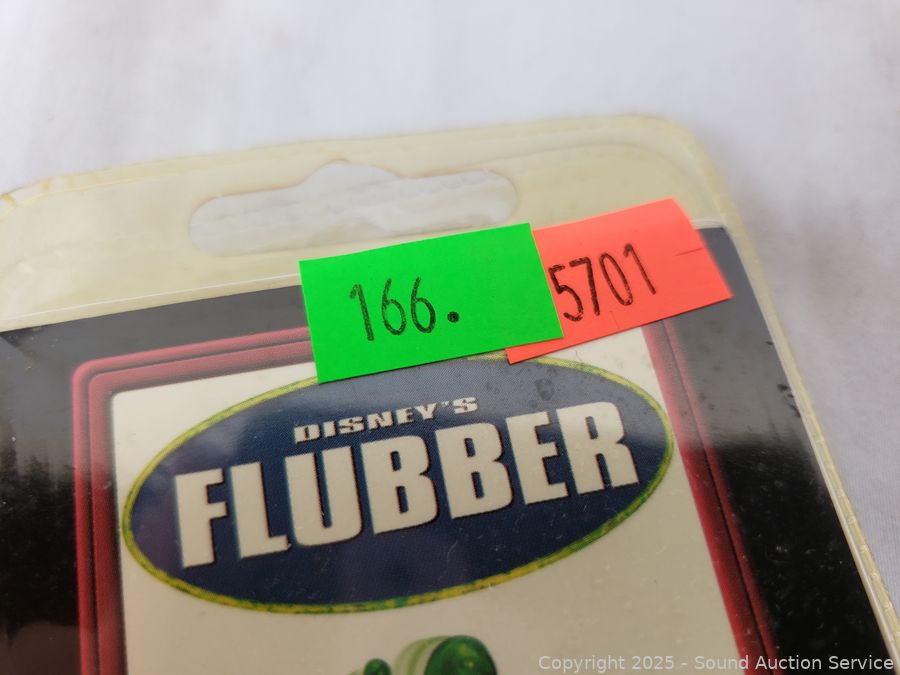 166.
5701
DISNEY'S
FLUBBER
Copyright 2025 - Sound Auction Service